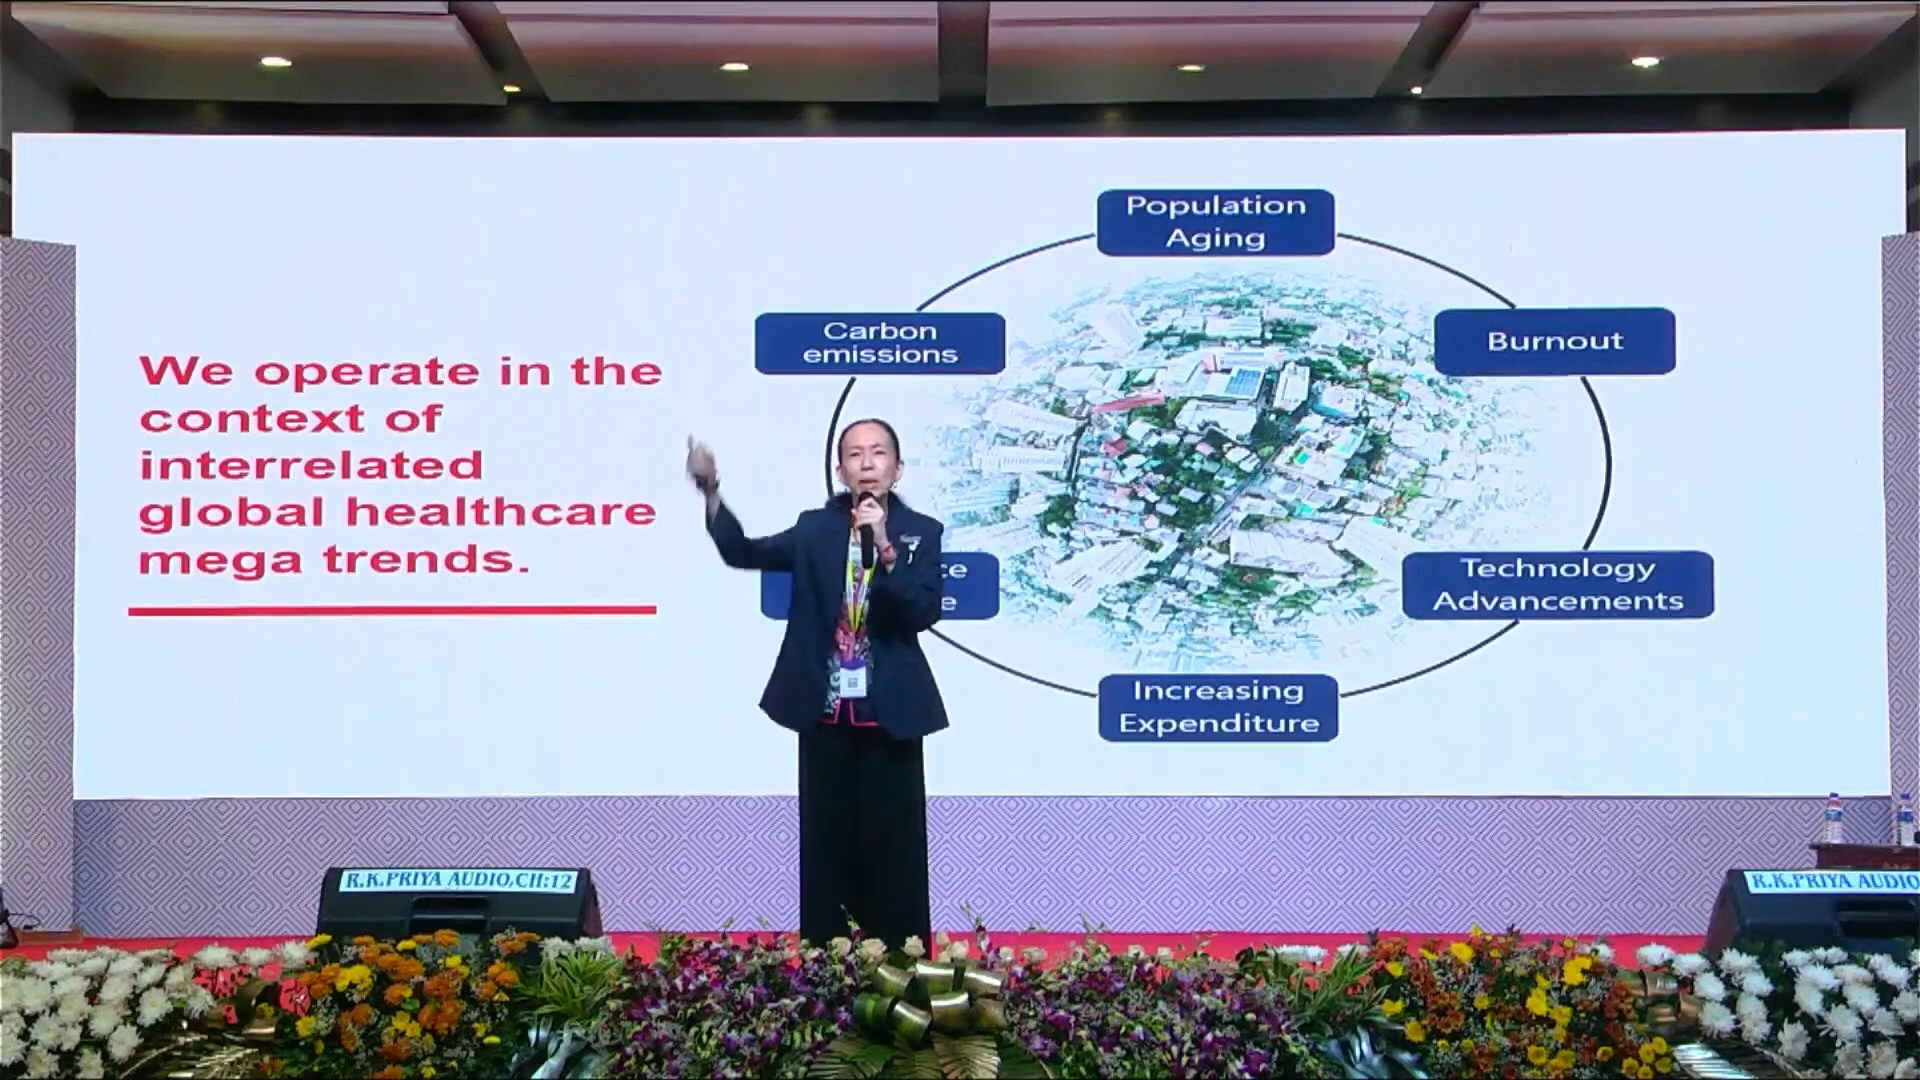 Population
Aging
Carbon
emissions
Burnout
We operate in the
context of
interrelated
global healthcare
mega trends.
Technology
Advancements
Increasing
Expenditure
R.K.PRIYA AUDIO,CH:12
R.K.PRIYA AUDIO